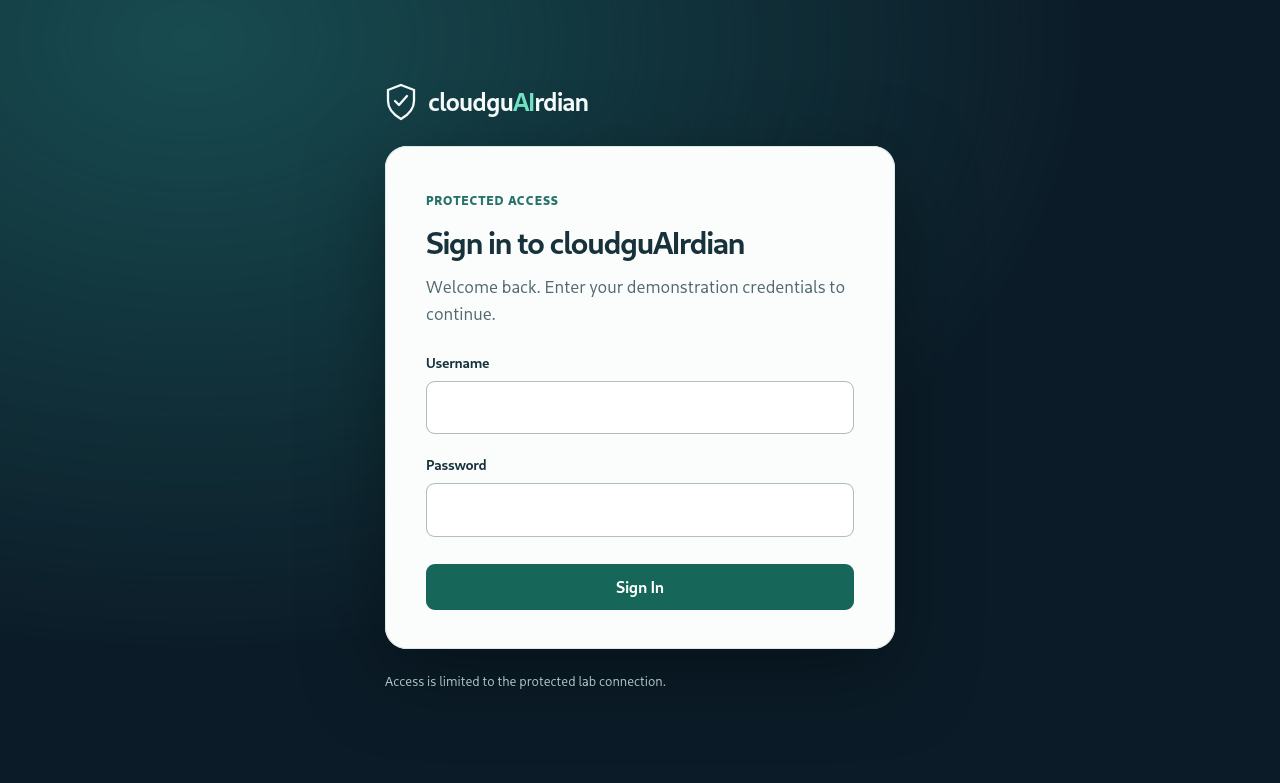 cloudguAIrdian
PROTECTED ACCESS
Sign in to cloudguAIrdian
Welcome back. Enter your demonstration credentials to
continue.
Username
Password
Sign In
Access is limited to the protected lab connection.